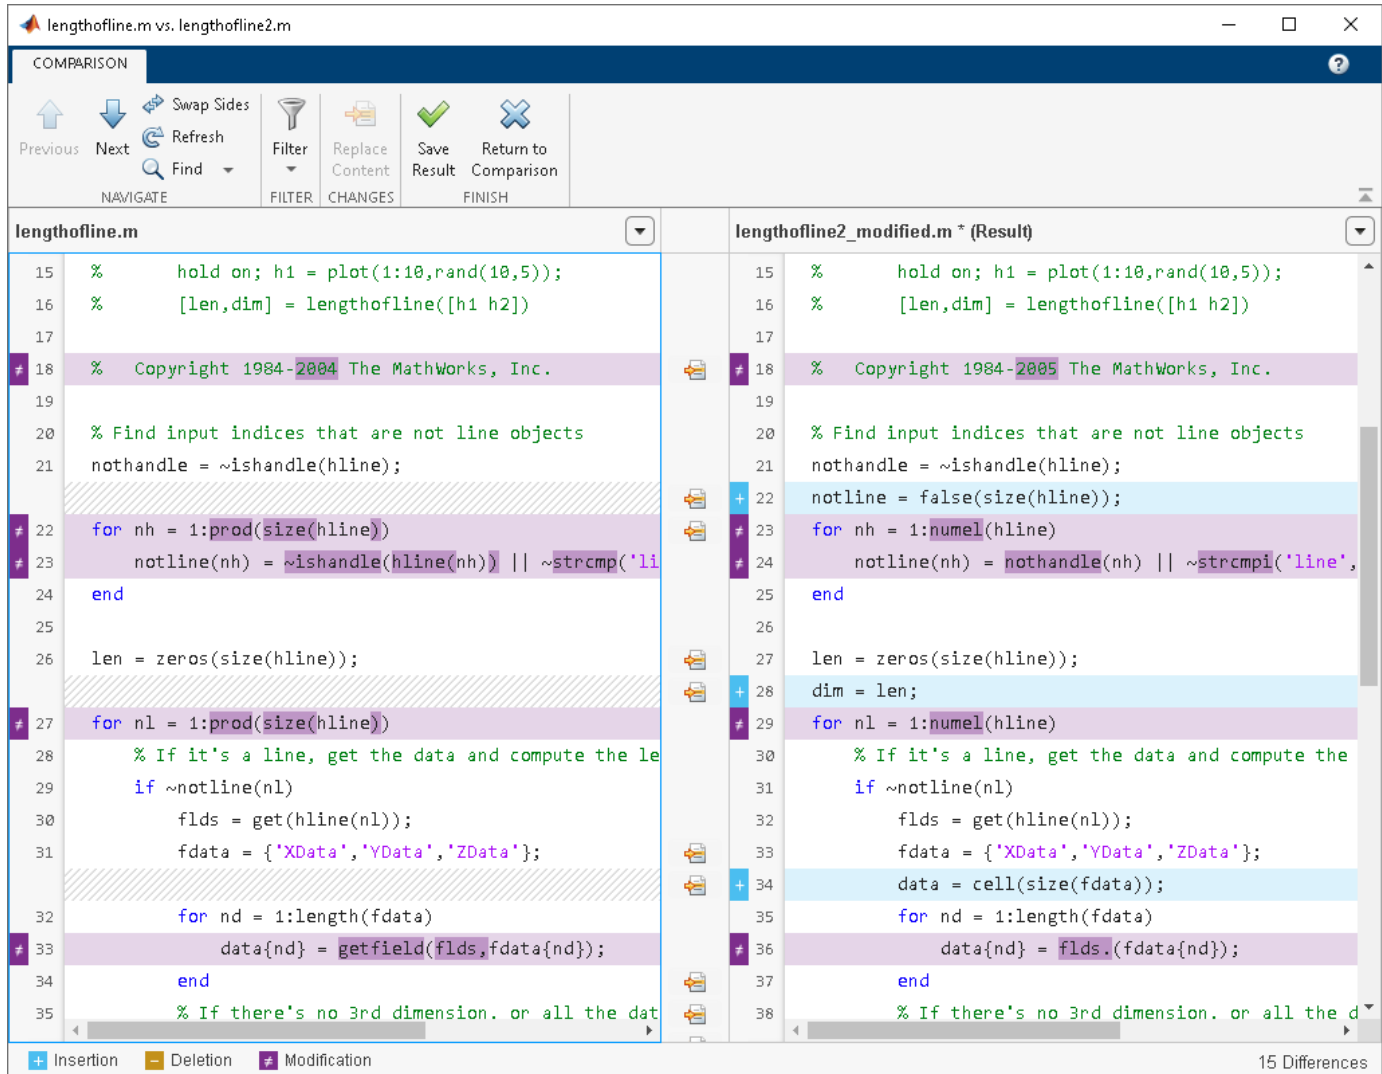 lengthofline.m vs. lengthofline2.m
COMPARISON
Previous
Next
Swap Sides
Refresh
Find
NAVIGATE
Filter
FILTER
Replace
Content
CHANGES
Save
Result
Return to
Comparison
FINISH
lengthofline.m
15 % hold on; h1 = plot(1:10,rand(10,5));
16 % [len,dim] = lengthofline([h1 h2])
17
≠ 18 % Copyright 1984-2004 The MathWorks, Inc.
19
20 % Find input indices that are not line objects
21 nothandle = ~ishandle(hline);
≠ 22 for nh = 1:prod(size(hline))
≠ 23 notline(nh) = ~ishandle(hline(nh)) || ~strcmp('li
24 end
25
26 len = zeros(size(hline));
≠ 27 for nl = 1:prod(size(hline))
28 % If it's a line, get the data and compute the le
29 if ~notline(nl)
30 flds = get(hline(nl));
31 fdata = {'XData','YData','ZData'};
32 for nd = 1:length(fdata)
≠ 33 data{nd} = getfield(flds,fdata{nd});
34 end
35 % If there's no 3rd dimension. or all the dat
lengthofline2_modified.m * (Result)
15 % hold on; h1 = plot(1:10,rand(10,5));
16 % [len,dim] = lengthofline([h1 h2])
17
≠ 18 % Copyright 1984-2005 The MathWorks, Inc.
19
20 % Find input indices that are not line objects
21 nothandle = ~ishandle(hline);
+ 22 notline = false(size(hline));
≠ 23 for nh = 1:numel(hline)
≠ 24 notline(nh) = nothandle(nh) || ~strcmpi('line',
25 end
26
27 len = zeros(size(hline));
+ 28 dim = len;
≠ 29 for nl = 1:numel(hline)
30 % If it's a line, get the data and compute the
31 if ~notline(nl)
32 flds = get(hline(nl));
33 fdata = {'XData','YData','ZData'};
+ 34 data = cell(size(fdata));
35 for nd = 1:length(fdata)
≠ 36 data{nd} = flds.(fdata{nd});
37 end
38 % If there's no 3rd dimension. or all the d
+ Insertion − Deletion ≠ Modification
15 Differences